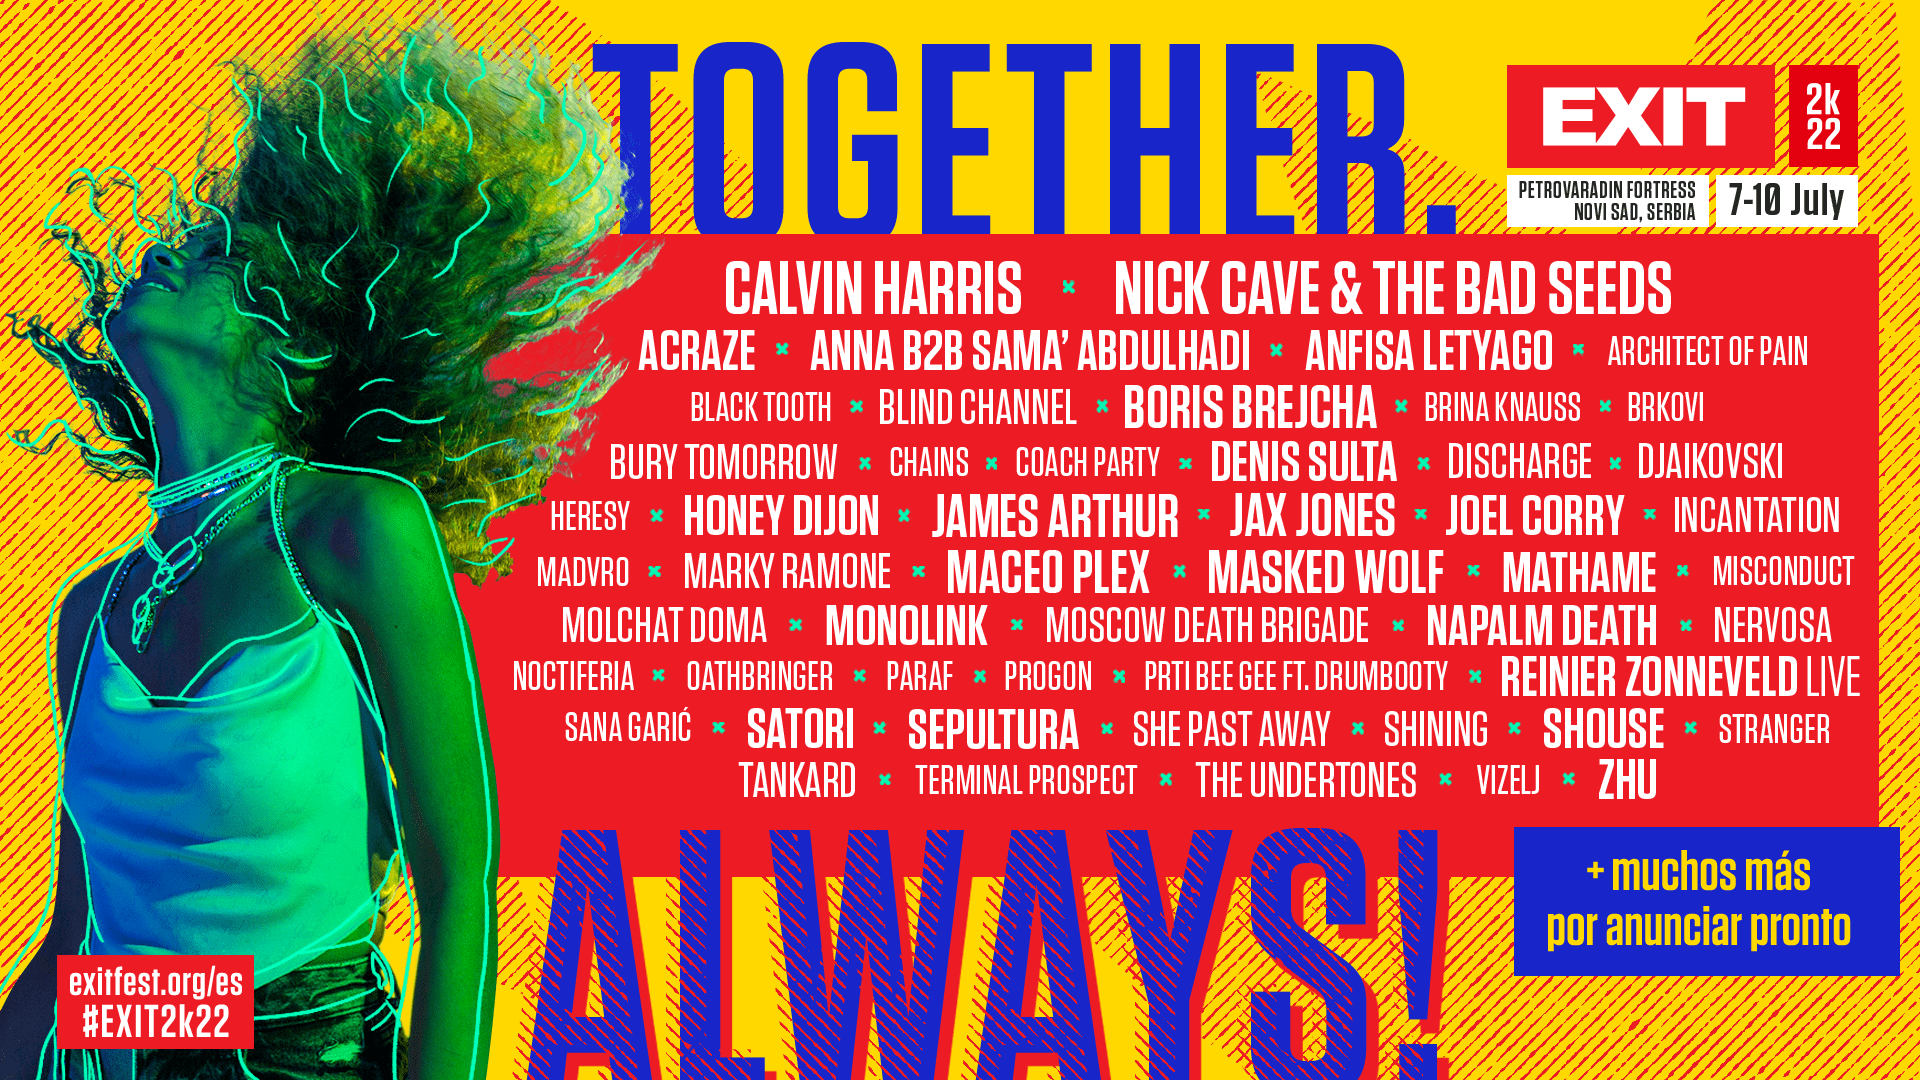 TOGETHER.
EXIT
2k
22
PETROVARADIN FORTRESS
NOVI SAD, SERBIA
7-10 July
CALVIN HARRIS × NICK CAVE & THE BAD SEEDS
ACRAZE × ANNA B2B SAMA’ ABDULHADI × ANFISA LETYAGO × ARCHITECT OF PAIN
BLACK TOOTH × BLIND CHANNEL × BORIS BREJCHA × BRINA KNAUSS × BRKOVI
BURY TOMORROW × CHAINS × COACH PARTY × DENIS SULTA × DISCHARGE × DJAIKOVSKI
HERESY × HONEY DIJON × JAMES ARTHUR × JAX JONES × JOEL CORRY × INCANTATION
MADVRO × MARKY RAMONE × MACEO PLEX × MASKED WOLF × MATHAME × MISCONDUCT
MOLCHAT DOMA × MONOLINK × MOSCOW DEATH BRIGADE × NAPALM DEATH × NERVOSA
NOCTIFERIA × OATHBRINGER × PARAF × PROGON × PRTI BEE GEE FT. DRUMBOOTY × REINIER ZONNEVELD LIVE
SANA GARIĆ × SATORI × SEPULTURA × SHE PAST AWAY × SHINING × SHOUSE × STRANGER
TANKARD × TERMINAL PROSPECT × THE UNDERTONES × VIZELJ × ZHU
ALWAYS!
+ muchos más
por anunciar pronto
exitfest.org/es
#EXIT2k22